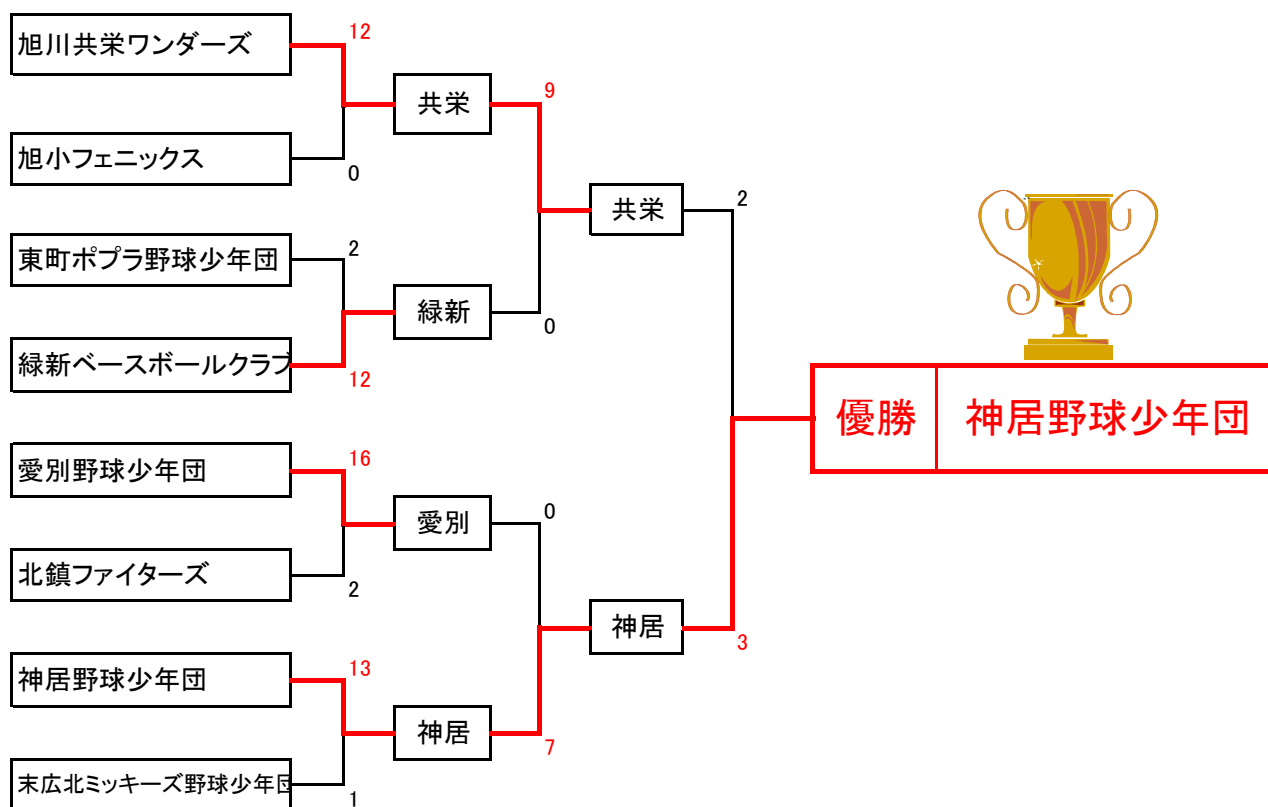 旭川共栄ワンダーズ
12
共栄
9
旭小フェニックス
0
共栄
2
東町ポプラ野球少年団
2
緑新
0
緑新ベースボールクラブ
12
優勝
神居野球少年団
愛別野球少年団
16
愛別
0
北鎮ファイターズ
2
神居
3
神居野球少年団
13
神居
7
末広北ミッキーズ野球少年団
1